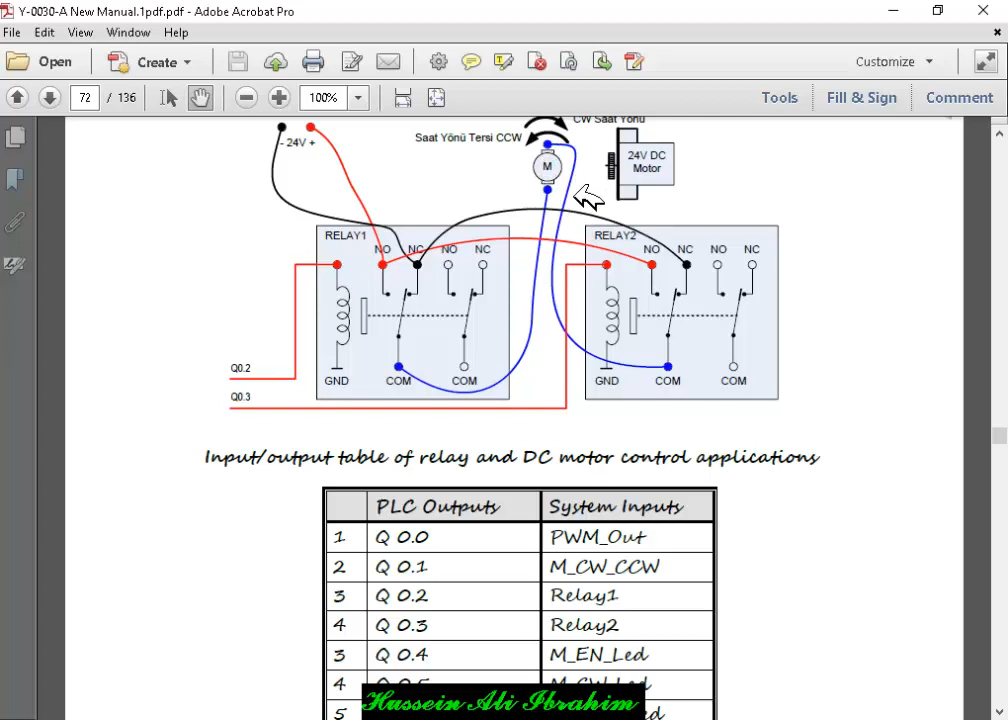 Y-0030-A New Manual.1pdf.pdf - Adobe Acrobat Pro
File Edit View Window Help
Open Create Customize
72 / 136 100% Tools Fill & Sign Comment
CW Saat Yönü
Saat Yönü Tersi CCW
- 24V +
M
24V DC
Motor
RELAY1 RELAY2
NO NC NO NC NO NC NO NC
Q0.2
GND COM COM GND COM COM
Q0.3
Input/output table of relay and DC motor control applications
PLC Outputs System Inputs
1 Q 0.0 PWM_Out
2 Q 0.1 M_CW_CCW
3 Q 0.2 Relay1
4 Q 0.3 Relay2
3 Q 0.4 M_EN_Led
4 Q 0.5 M_CW_Led
5
Hussein Ali Ibrahim